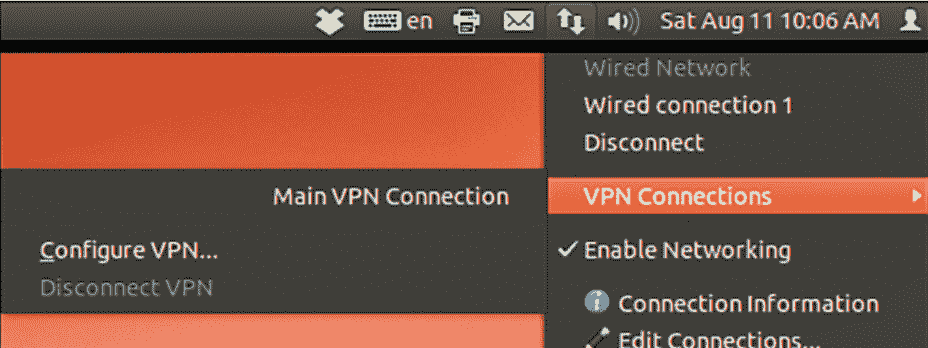 en Sat Aug 11 10:06 AM
Wired Network
Wired connection 1
Disconnect
VPN Connections
Main VPN Connection
Configure VPN...
Disconnect VPN
Enable Networking
Connection Information
Edit Connections...